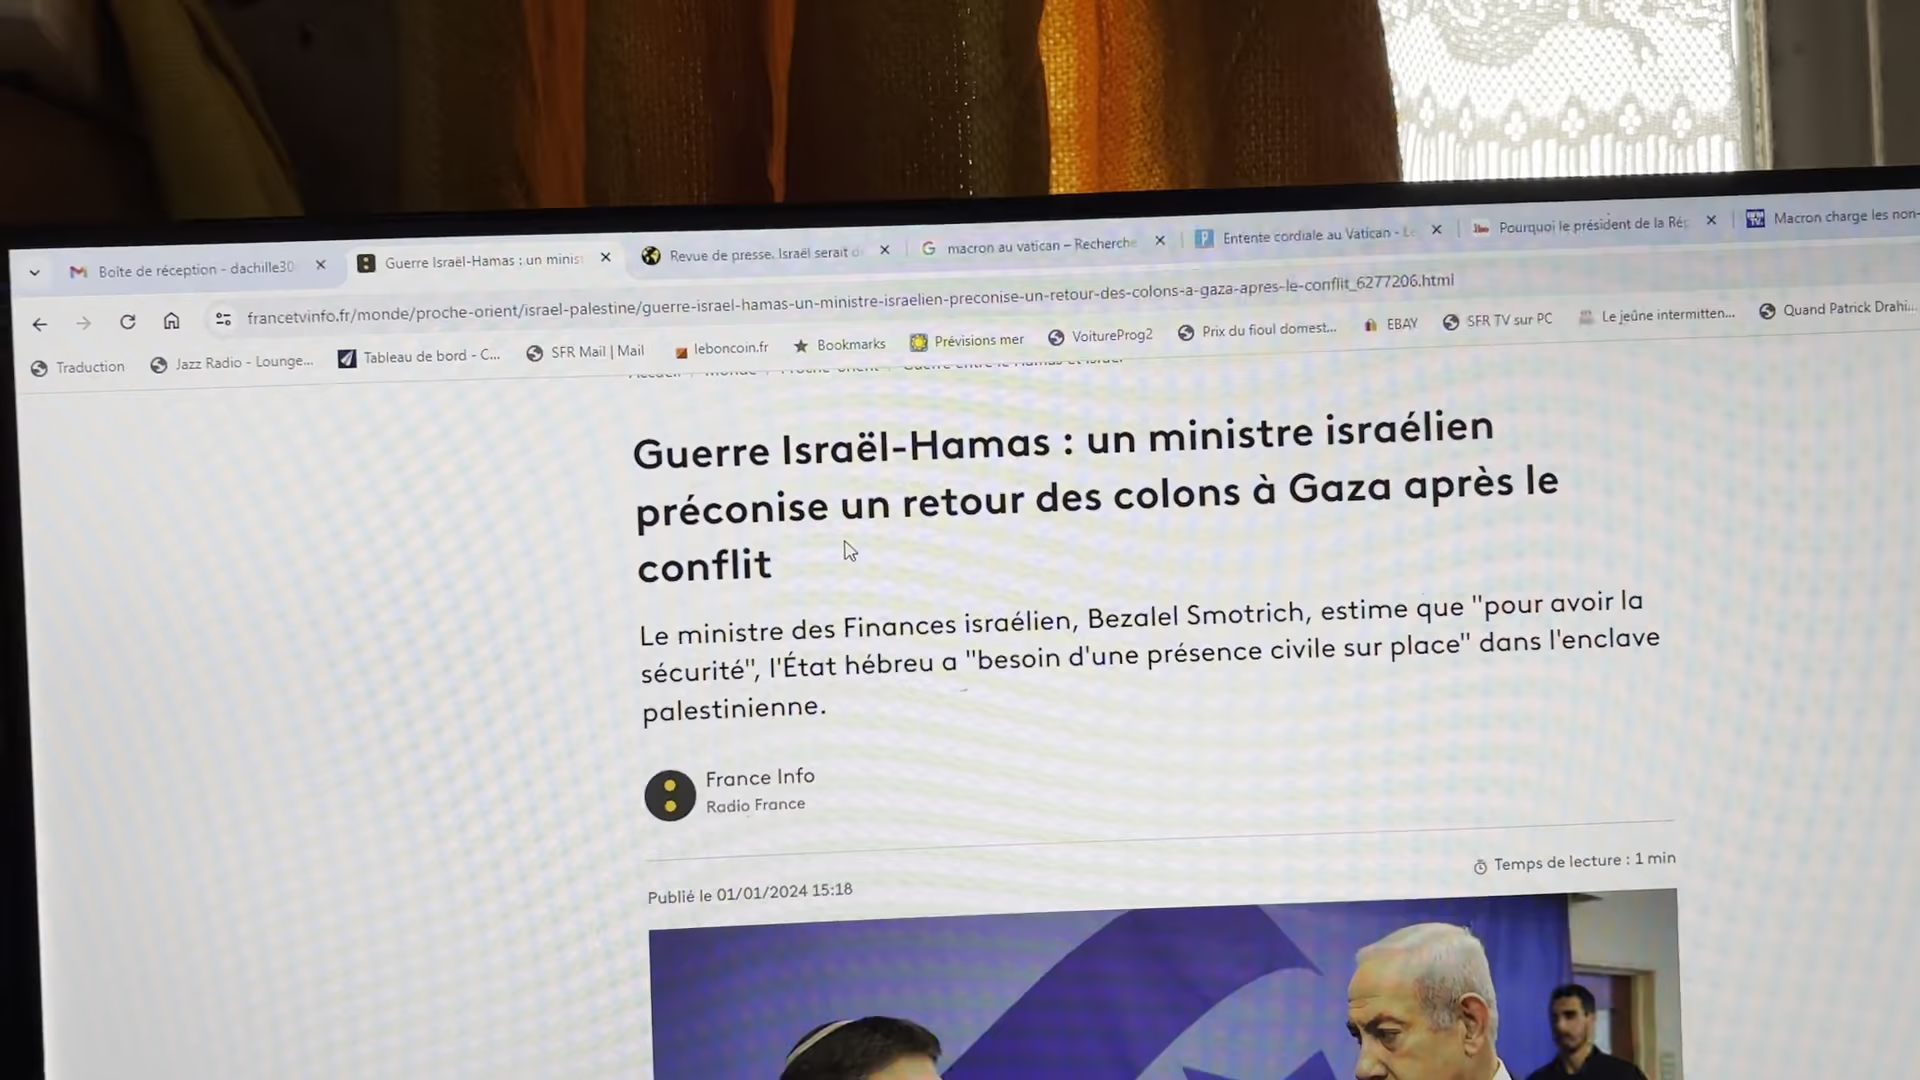 Boîte de réception - dachille30
Guerre Israël-Hamas : un minis
Revue de presse. Israël serait d
macron au vatican – Recherche
Entente cordiale au Vatican - Le
Pourquoi le président de la Rép
Macron charge les non-
francetvinfo.fr/monde/proche-orient/israel-palestine/guerre-israel-hamas-un-ministre-israelien-preconise-un-retour-des-colons-a-gaza-apres-le-conflit_6277206.html
Traduction
Jazz Radio - Lounge...
Tableau de bord - C...
SFR Mail | Mail
leboncoin.fr
Bookmarks
Prévisions mer
VoitureProg2
Prix du fioul domest...
EBAY
SFR TV sur PC
Le jeûne intermitten...
Quand Patrick Drahi...
Guerre Israël-Hamas : un ministre israélien
préconise un retour des colons à Gaza après le
conflit
Le ministre des Finances israélien, Bezalel Smotrich, estime que "pour avoir la
sécurité", l'État hébreu a "besoin d'une présence civile sur place" dans l'enclave
palestinienne.
France Info
Radio France
Temps de lecture : 1 min
Publié le 01/01/2024 15:18